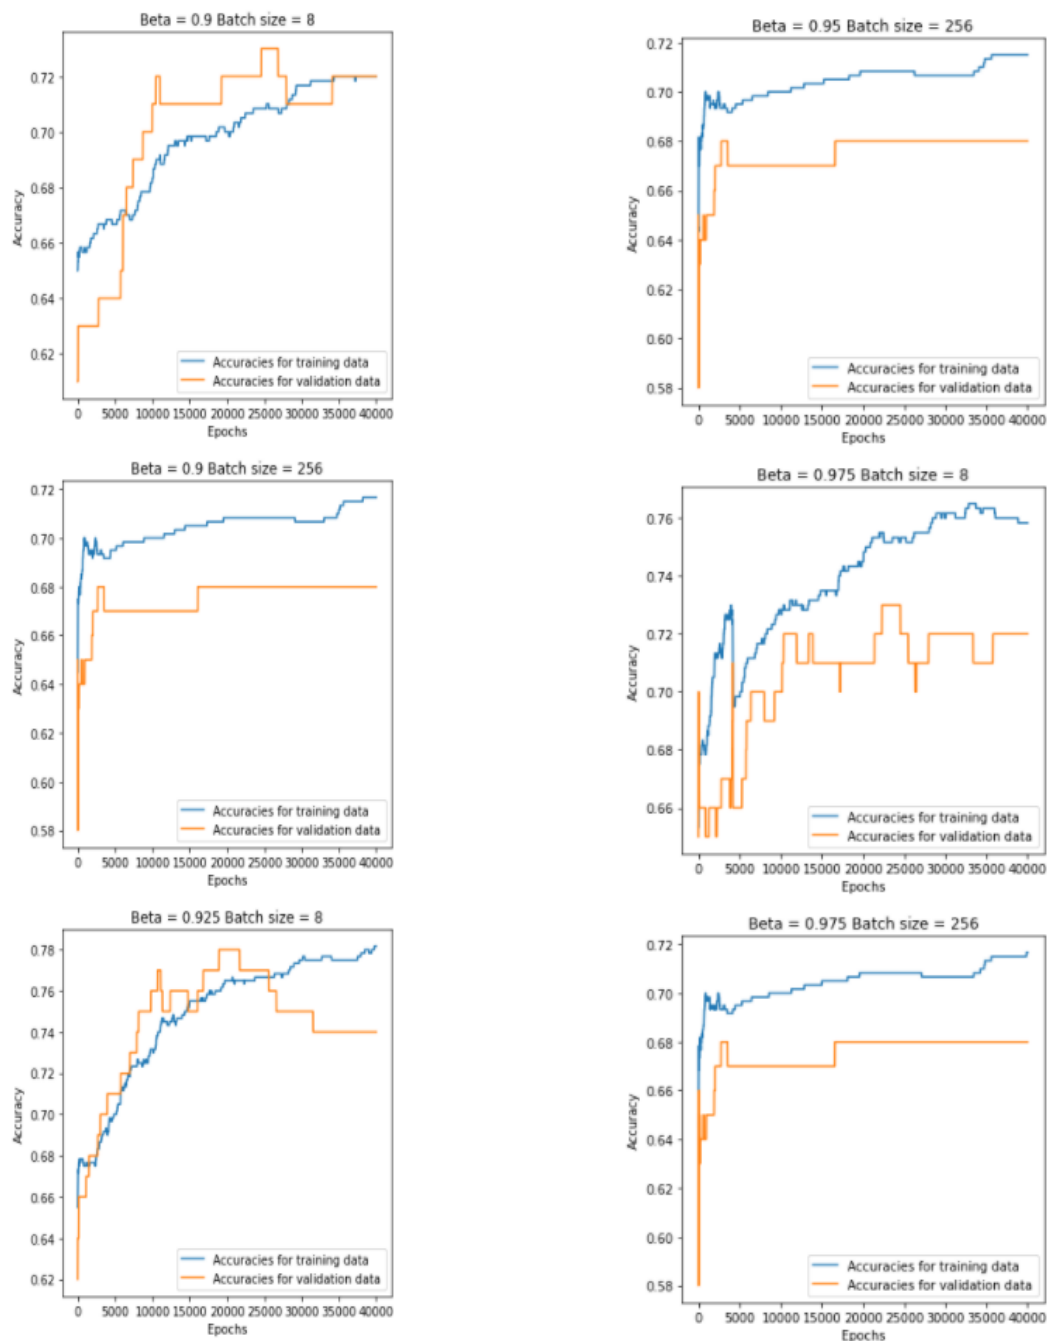 Beta = 0.9 Batch size = 8
0.72
0.70
0.68
0.66
0.64
0.62
Accuracy
Accuracies for training data
Accuracies for validation data
0 5000 10000 15000 20000 25000 30000 35000 40000
Epochs
Beta = 0.95 Batch size = 256
0.72
0.70
0.68
0.66
0.64
0.62
0.60
0.58
Accuracy
Accuracies for training data
Accuracies for validation data
0 5000 10000 15000 20000 25000 30000 35000 40000
Epochs
Beta = 0.9 Batch size = 256
0.72
0.70
0.68
0.66
0.64
0.62
0.60
0.58
Accuracy
Accuracies for training data
Accuracies for validation data
0 5000 10000 15000 20000 25000 30000 35000 40000
Epochs
Beta = 0.975 Batch size = 8
0.76
0.74
0.72
0.70
0.68
0.66
Accuracy
Accuracies for training data
Accuracies for validation data
0 5000 10000 15000 20000 25000 30000 35000 40000
Epochs
Beta = 0.925 Batch size = 8
0.78
0.76
0.74
0.72
0.70
0.68
0.66
0.64
0.62
Accuracy
Accuracies for training data
Accuracies for validation data
0 5000 10000 15000 20000 25000 30000 35000 40000
Epochs
Beta = 0.975 Batch size = 256
0.72
0.70
0.68
0.66
0.64
0.62
0.60
0.58
Accuracy
Accuracies for training data
Accuracies for validation data
0 5000 10000 15000 20000 25000 30000 35000 40000
Epochs